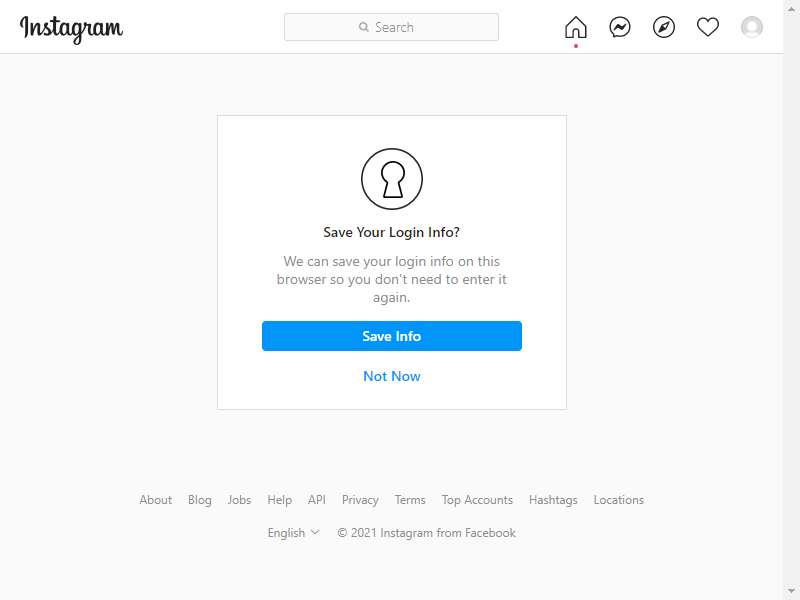 Instagram
Search
Save Your Login Info?
We can save your login info on this
browser so you don't need to enter it
again.
Save Info
Not Now
About Blog Jobs Help API Privacy Terms Top Accounts Hashtags Locations
English © 2021 Instagram from Facebook